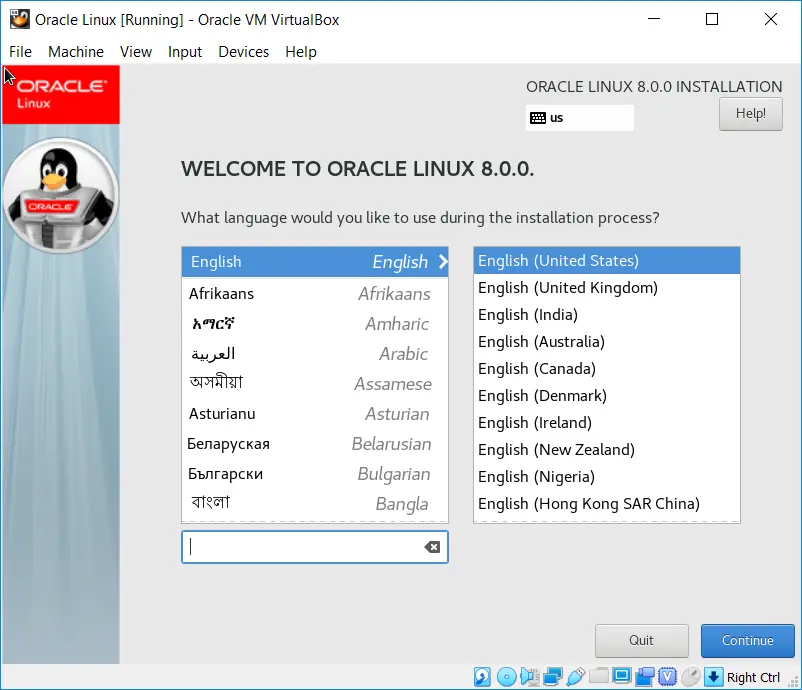 Oracle Linux [Running] - Oracle VM VirtualBox
File Machine View Input Devices Help
ORACLE
Linux
ORACLE LINUX 8.0.0 INSTALLATION
us
Help!
ORACLE
WELCOME TO ORACLE LINUX 8.0.0.
What language would you like to use during the installation process?
English English
Afrikaans Afrikaans
አማርኛ Amharic
العربية Arabic
অসমীয়া Assamese
Asturianu Asturian
Беларуская Belarusian
Български Bulgarian
বাংলা Bangla
English (United States)
English (United Kingdom)
English (India)
English (Australia)
English (Canada)
English (Denmark)
English (Ireland)
English (New Zealand)
English (Nigeria)
English (Hong Kong SAR China)
Quit
Continue
Right Ctrl